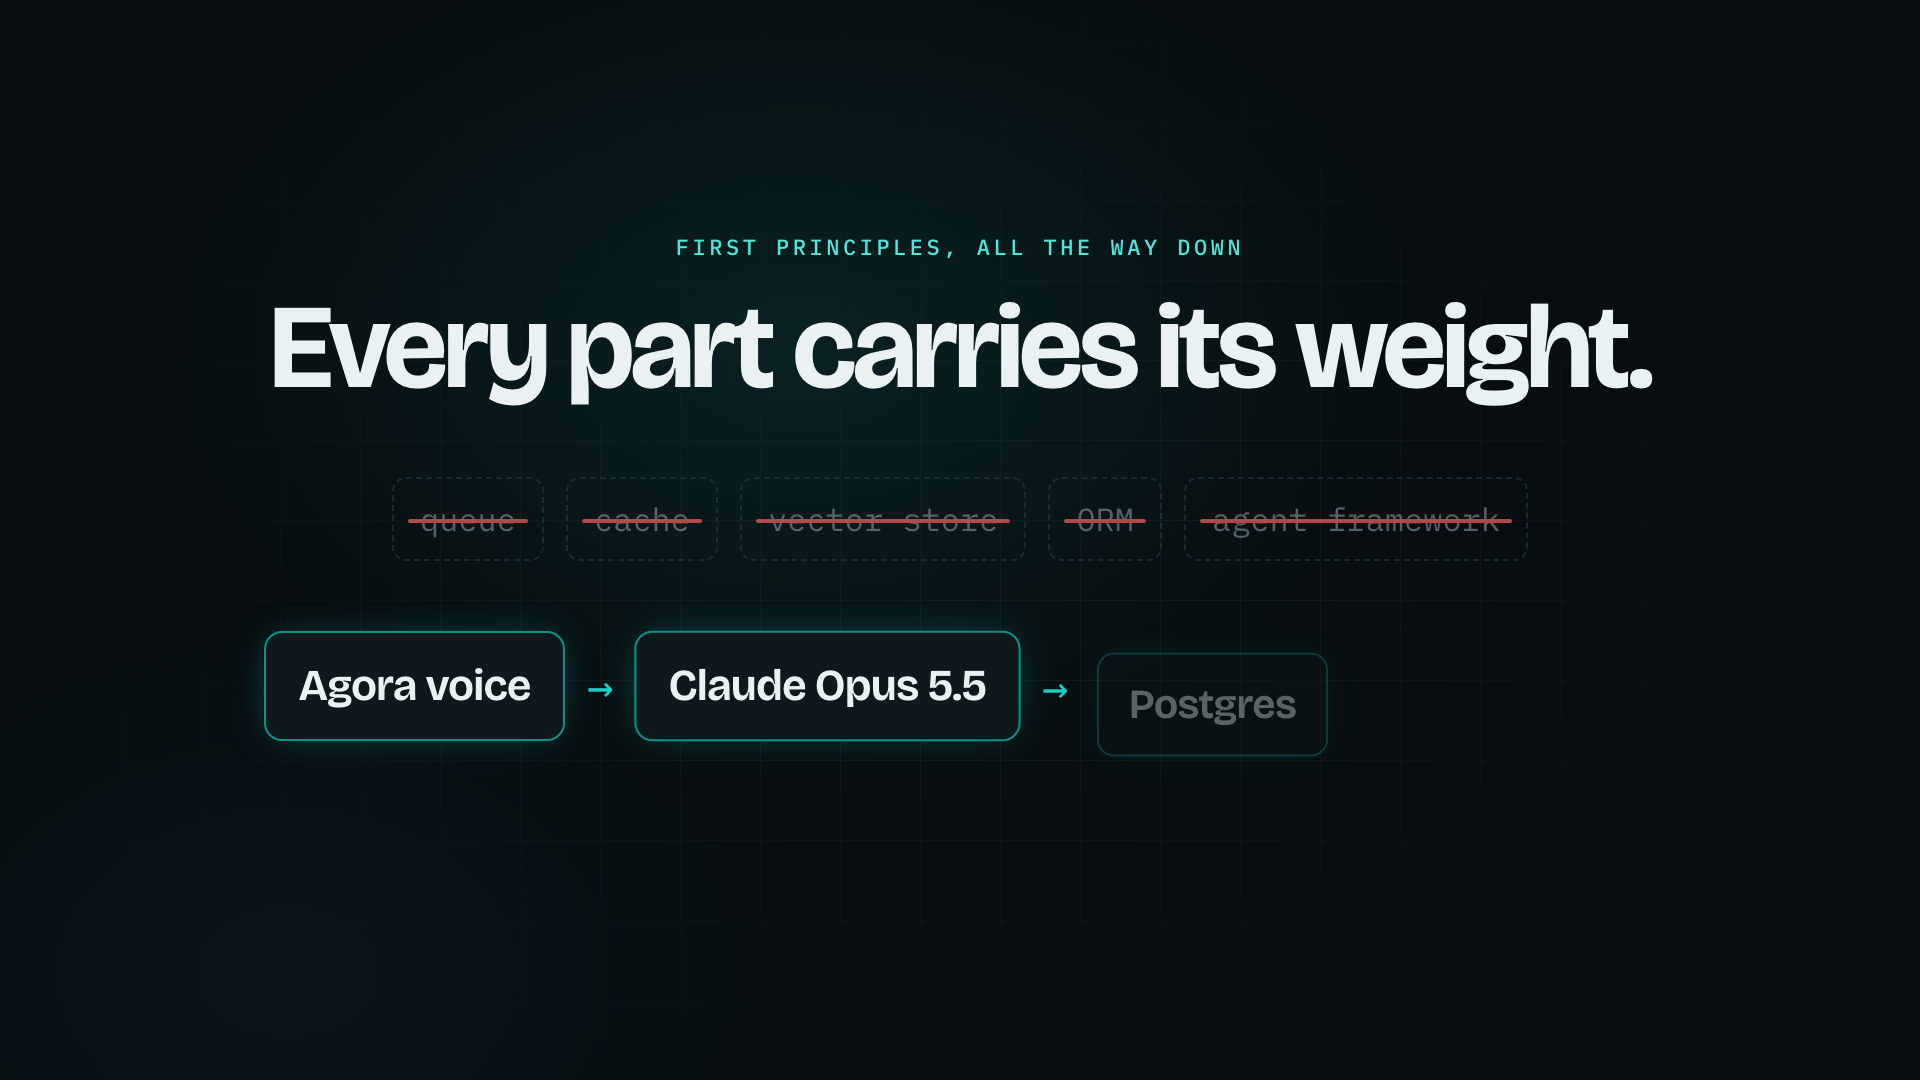 FIRST PRINCIPLES, ALL THE WAY DOWN
Every part carries its weight.
queue cache vector store ORM agent framework
Agora voice → Claude Opus 5.5 → Postgres